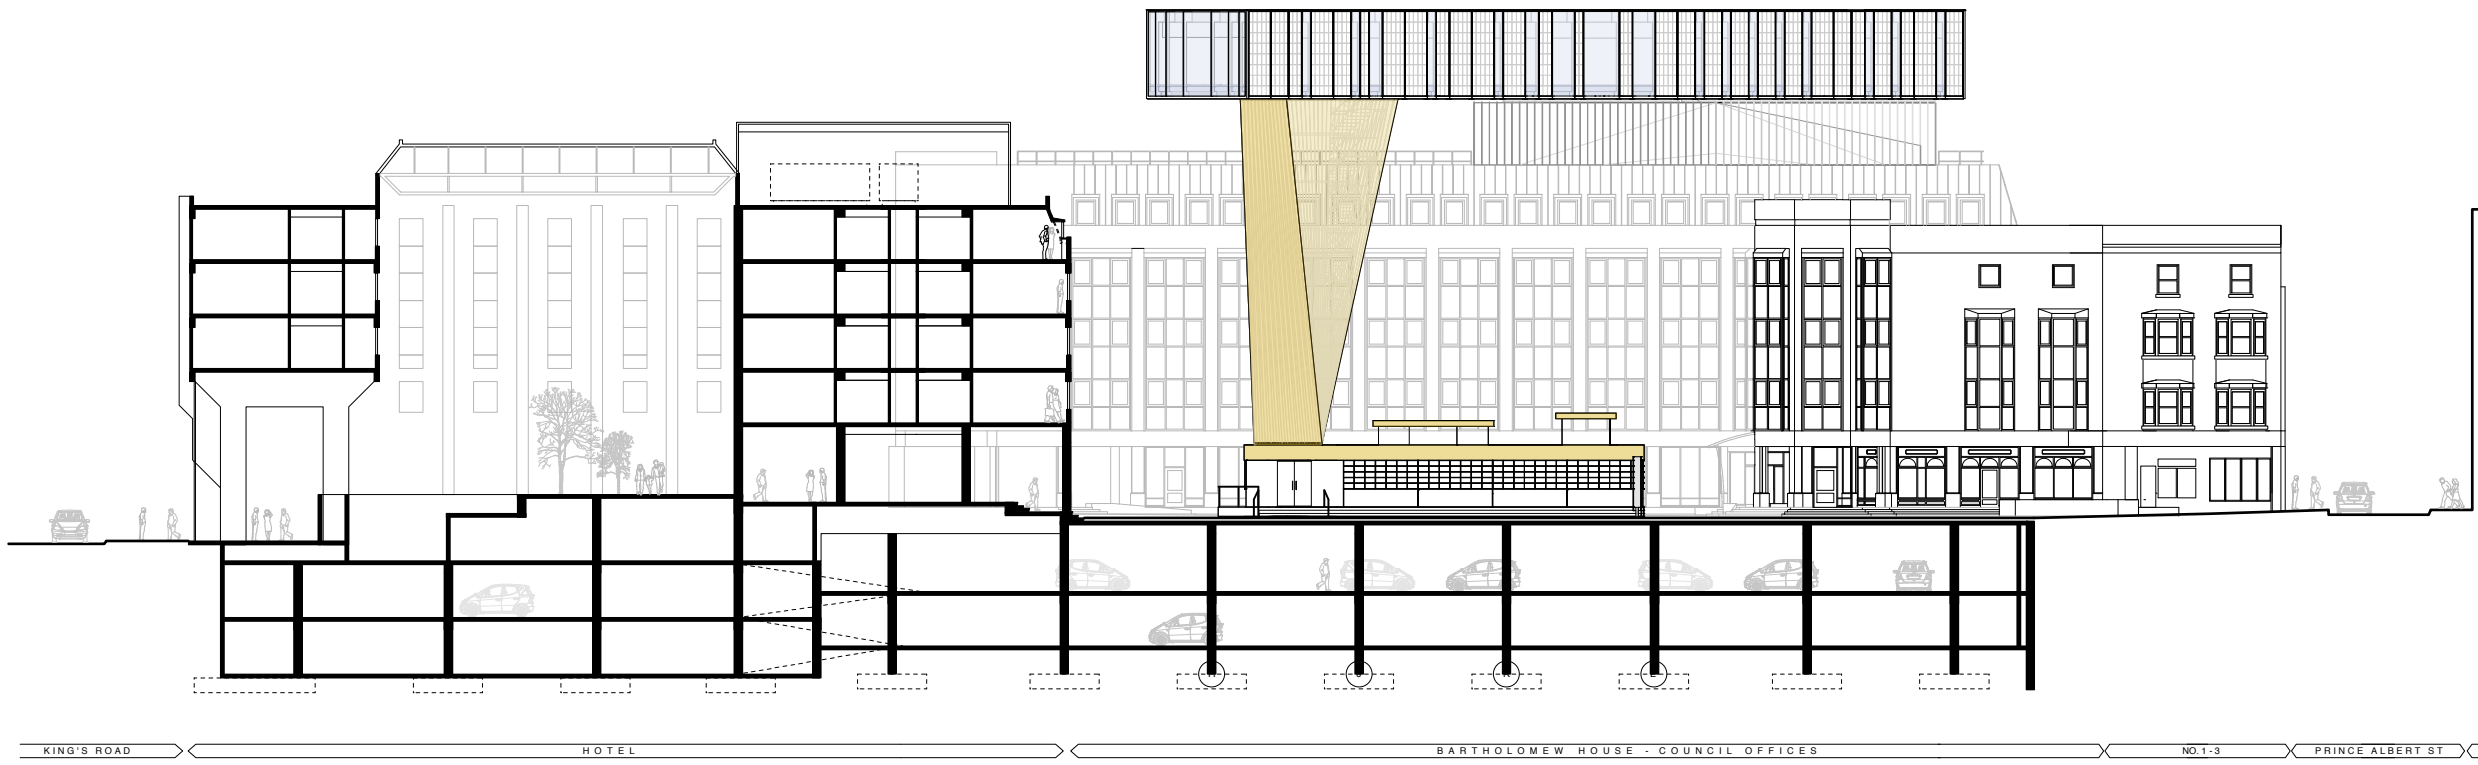 KING'S ROAD
HOTEL
BARTHOLOMEW HOUSE - COUNCIL OFFICES
NO.1-3
PRINCE ALBERT ST